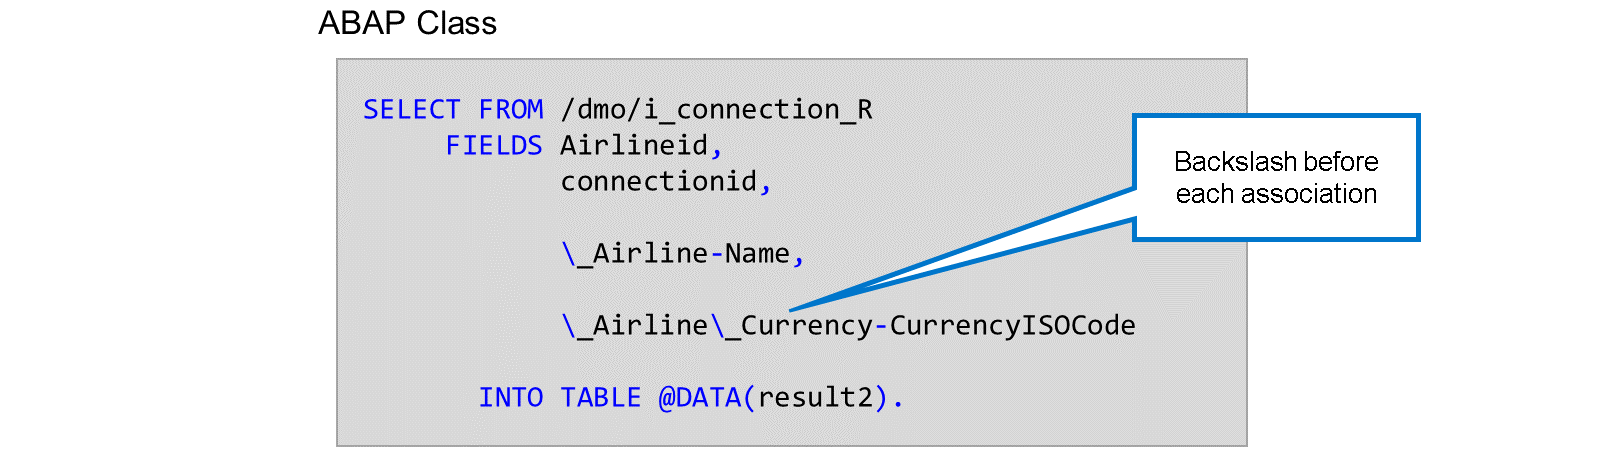 ABAP Class
SELECT FROM /dmo/i_connection_R
FIELDS Airlineid,
connectionid,
\_Airline-Name,
\_Airline\_Currency-CurrencyISOCode
INTO TABLE @DATA(result2).
Backslash before
each association